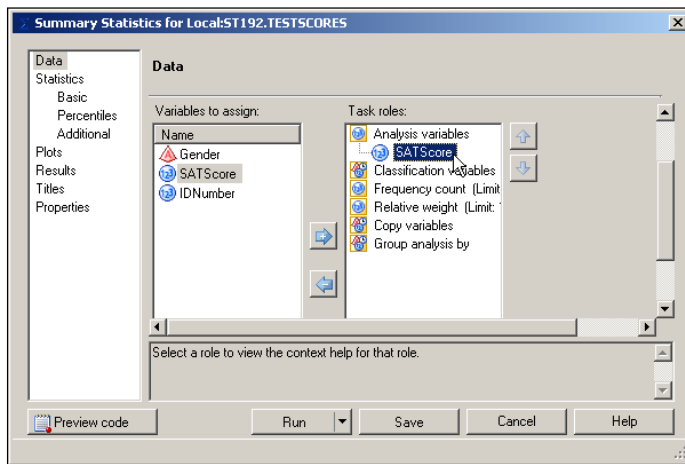 Summary Statistics for Local:ST192.TESTSCORES
Data
Statistics
Basic
Percentiles
Additional
Plots
Results
Titles
Properties
Data
Variables to assign:
Name
Gender
SATScore
IDNumber
Task roles:
Analysis variables
SATScore
Classification variables
Frequency count (Limit
Relative weight (Limit:
Copy variables
Group analysis by
Select a role to view the context help for that role.
Preview code
Run
Save
Cancel
Help